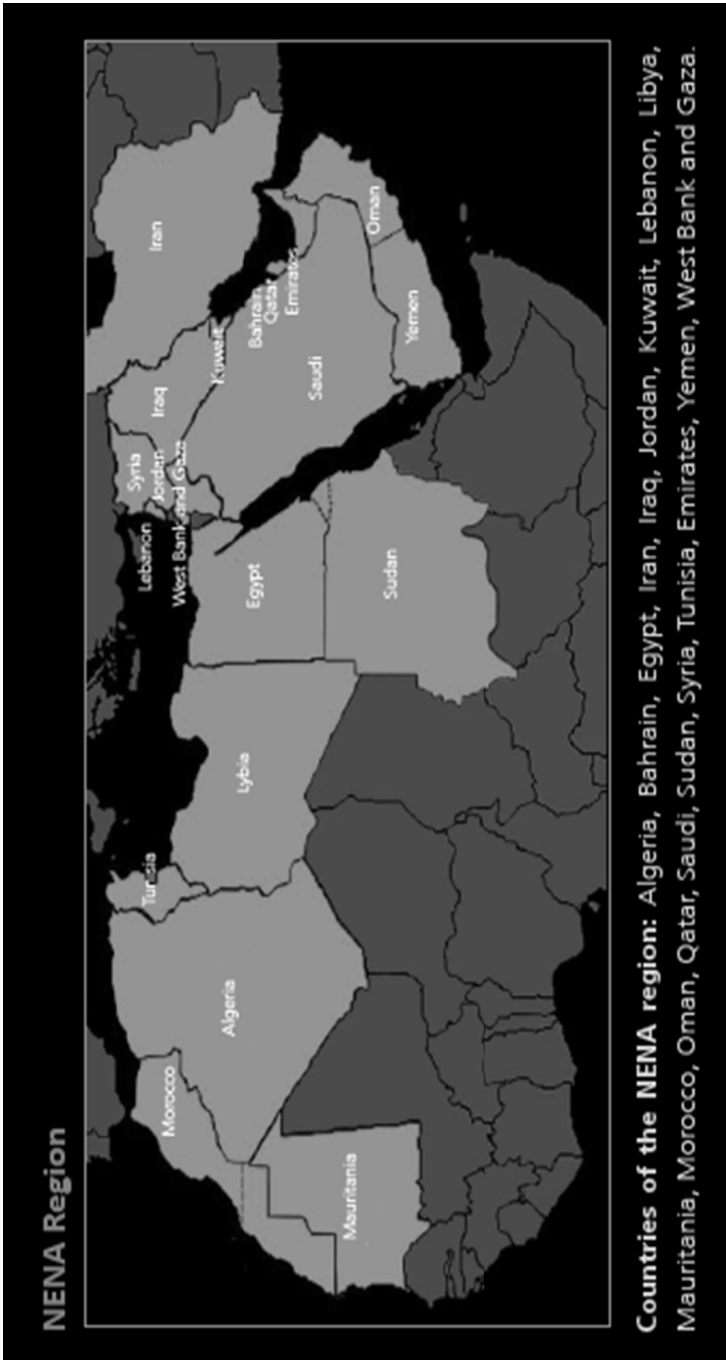 NENA Region
Morocco
Algeria
Tunisia
Lybia
Mauritania
Egypt
Sudan
Lebanon
West Bank and Gaza
Syria
Jordan
Iraq
Iran
Kuwait
Bahrain
Qatar
Emirates
Saudi
Oman
Yemen
Countries of the NENA region: Algeria, Bahrain, Egypt, Iran, Iraq, Jordan, Kuwait, Lebanon, Libya,
Mauritania, Morocco, Oman, Qatar, Saudi, Sudan, Syria, Tunisia, Emirates, Yemen, West Bank and Gaza.